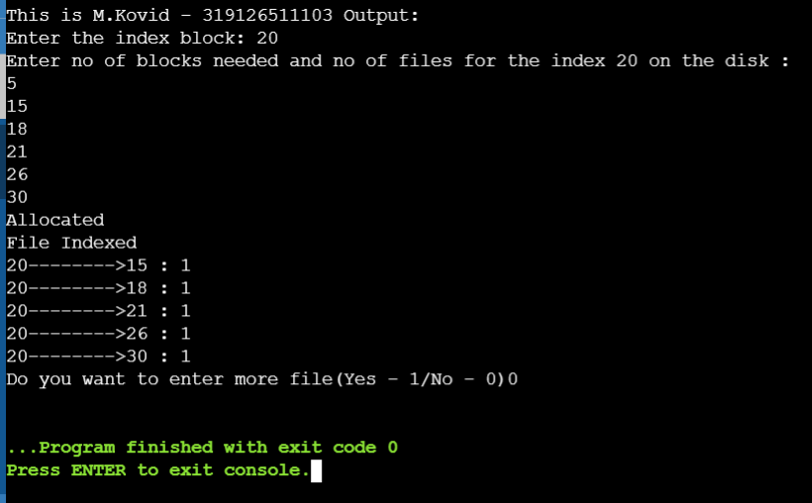 This is M.Kovid - 319126511103 Output:
Enter the index block: 20
Enter no of blocks needed and no of files for the index 20 on the disk :
5
15
18
21
26
30
Allocated
File Indexed
20-------->15 : 1
20-------->18 : 1
20-------->21 : 1
20-------->26 : 1
20-------->30 : 1
Do you want to enter more file(Yes - 1/No - 0)0
...Program finished with exit code 0
Press ENTER to exit console.